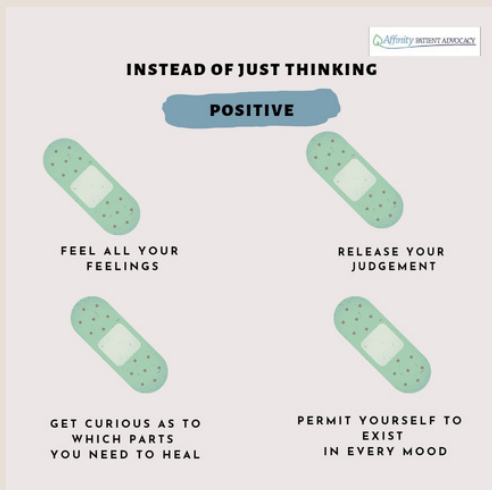 Affinity PATIENT ADVOCACY
INSTEAD OF JUST THINKING
POSITIVE
FEEL ALL YOUR
FEELINGS
RELEASE YOUR
JUDGEMENT
GET CURIOUS AS TO
WHICH PARTS
YOU NEED TO HEAL
PERMIT YOURSELF TO
EXIST
IN EVERY MOOD